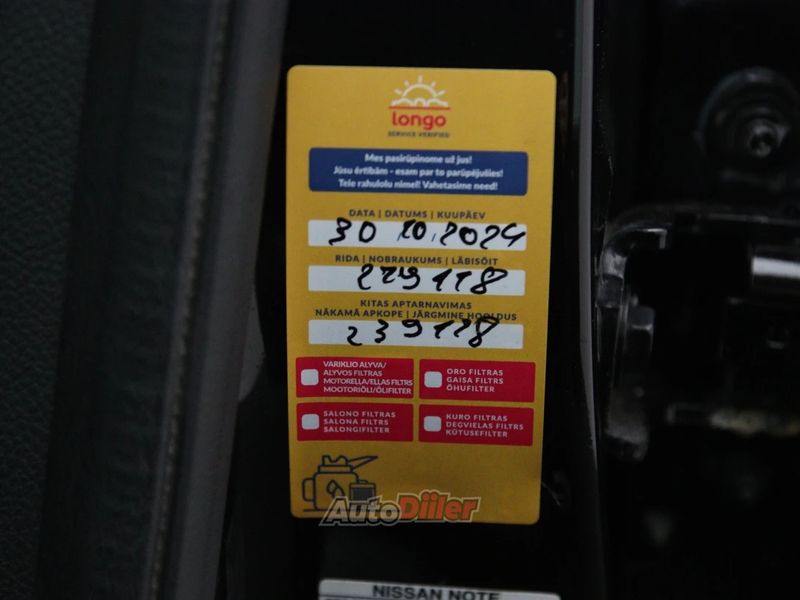 longo
SERVICE VERIFIED
Mes pasirūpinome už jus!
Jūsu ērtībām - esam par to parūpējušies!
Teie rahulolu nimel! Vahetasime need!
DATA | DATUMS | KUUPÄEV
30 10.2024
RIDA | NOBRAUKUMS | LÄBISÕIT
229118
KITAS APTARNAVIMAS
NĀKAMĀ APKOPE | JÄRGMINE HOOLDUS
239118
VARIKLIO ALYVA/
ALYVOS FILTRAS
MOTORELLA/ELLAS FILTRS
MOOTORIÕLI/ÕLIFILTER
ORO FILTRAS
GAISA FILTRS
ÕHUFILTER
SALONO FILTRAS
SALONA FILTRS
SALONGIFILTER
KURO FILTRAS
DEGVIELAS FILTRS
KÜTUSEFILTER
AutoDiiler
NISSAN NOTE